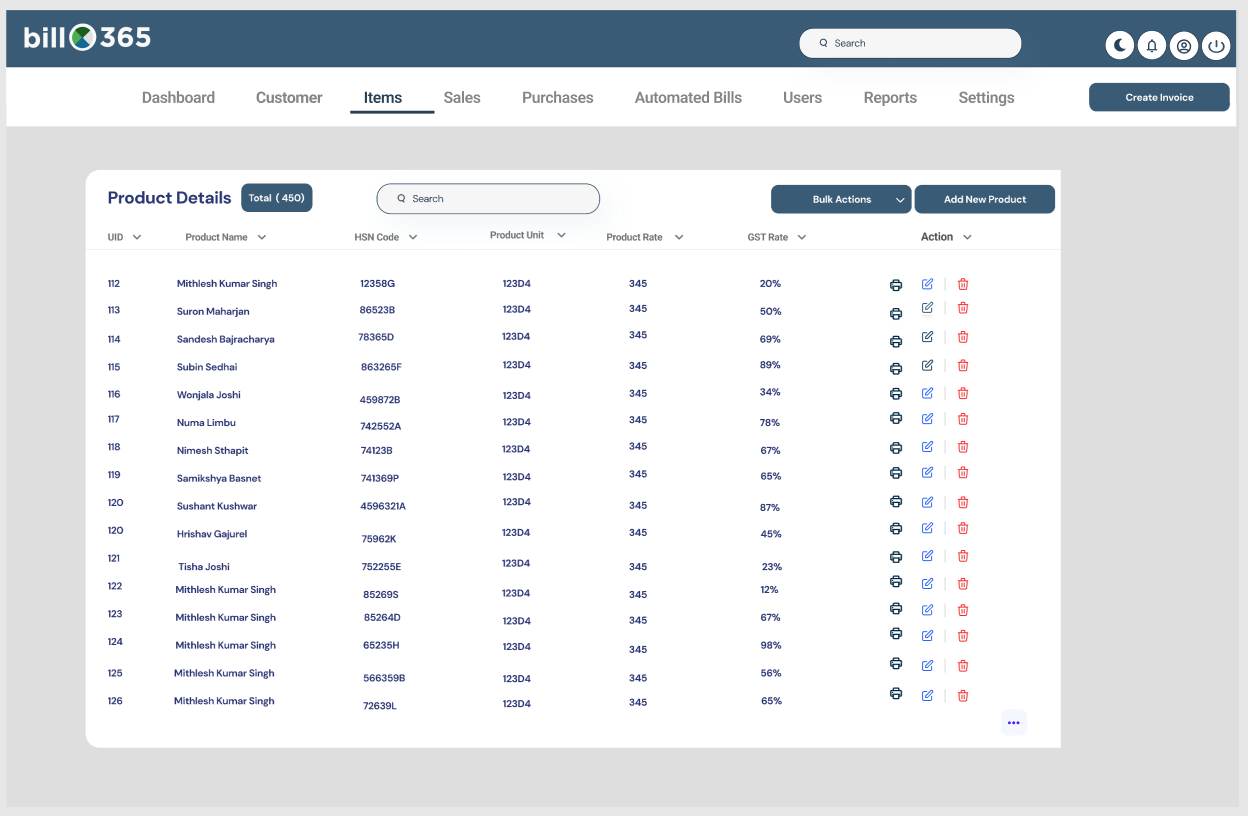 bill 365
Search
Dashboard Customer Items Sales Purchases Automated Bills Users Reports Settings Create Invoice
Product Details Total ( 450) Search Bulk Actions Add New Product
UID Product Name HSN Code Product Unit Product Rate GST Rate Action
112 Mithlesh Kumar Singh 12358G 123D4 345 20%
113 Suron Maharjan 86523B 123D4 345 50%
114 Sandesh Bajracharya 78365D 123D4 345 69%
115 Subin Sedhai 863265F 123D4 345 89%
116 Wonjala Joshi 459872B 123D4 345 34%
117 Numa Limbu 742552A 123D4 345 78%
118 Nimesh Sthapit 74123B 123D4 345 67%
119 Samikshya Basnet 741369P 123D4 345 65%
120 Sushant Kushwar 4596321A 123D4 345 87%
120 Hrishav Gajurel 75962K 123D4 345 45%
121 Tisha Joshi 752255E 123D4 345 23%
122 Mithlesh Kumar Singh 85269S 123D4 345 12%
123 Mithlesh Kumar Singh 85264D 123D4 345 67%
124 Mithlesh Kumar Singh 65235H 123D4 345 98%
125 Mithlesh Kumar Singh 566359B 123D4 345 56%
126 Mithlesh Kumar Singh 72639L 123D4 345 65%